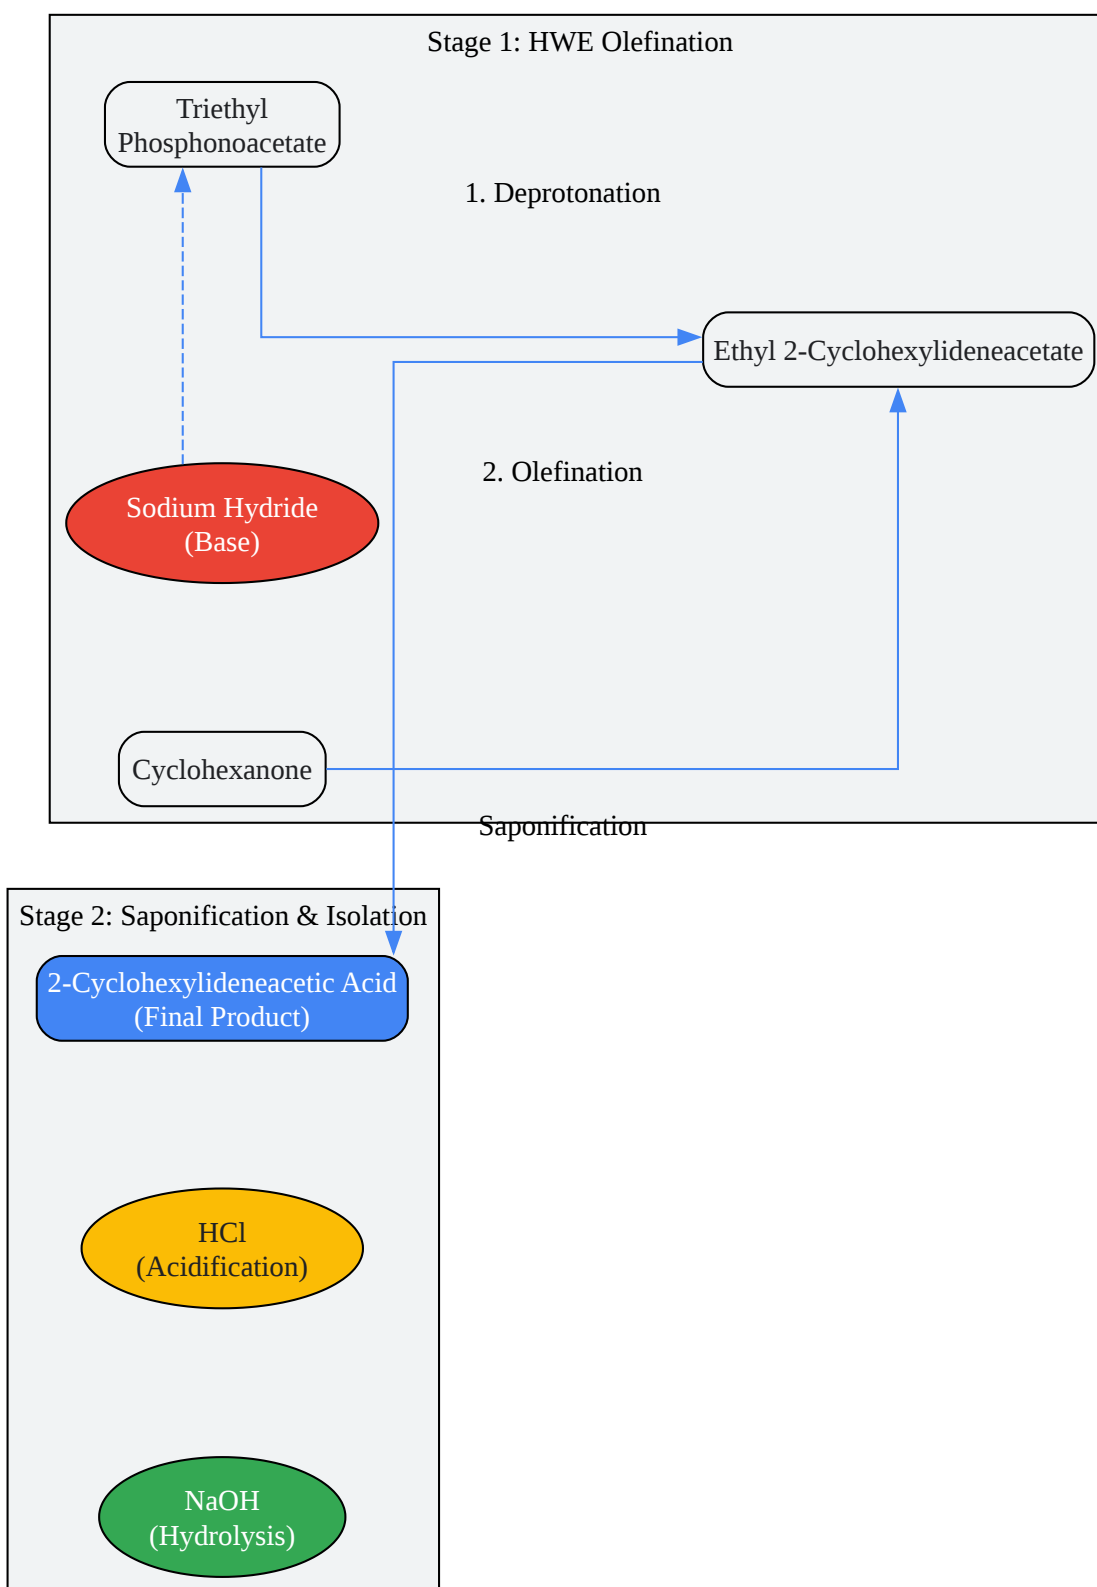 Stage 1: HWE Olefination
Triethyl
Phosphonoacetate
1. Deprotonation
Ethyl 2-Cyclohexylideneacetate
2. Olefination
Sodium Hydride
(Base)
Cyclohexanone
Saponification
Stage 2: Saponification & Isolation
2-Cyclohexylideneacetic Acid
(Final Product)
HCl
(Acidification)
NaOH
(Hydrolysis)